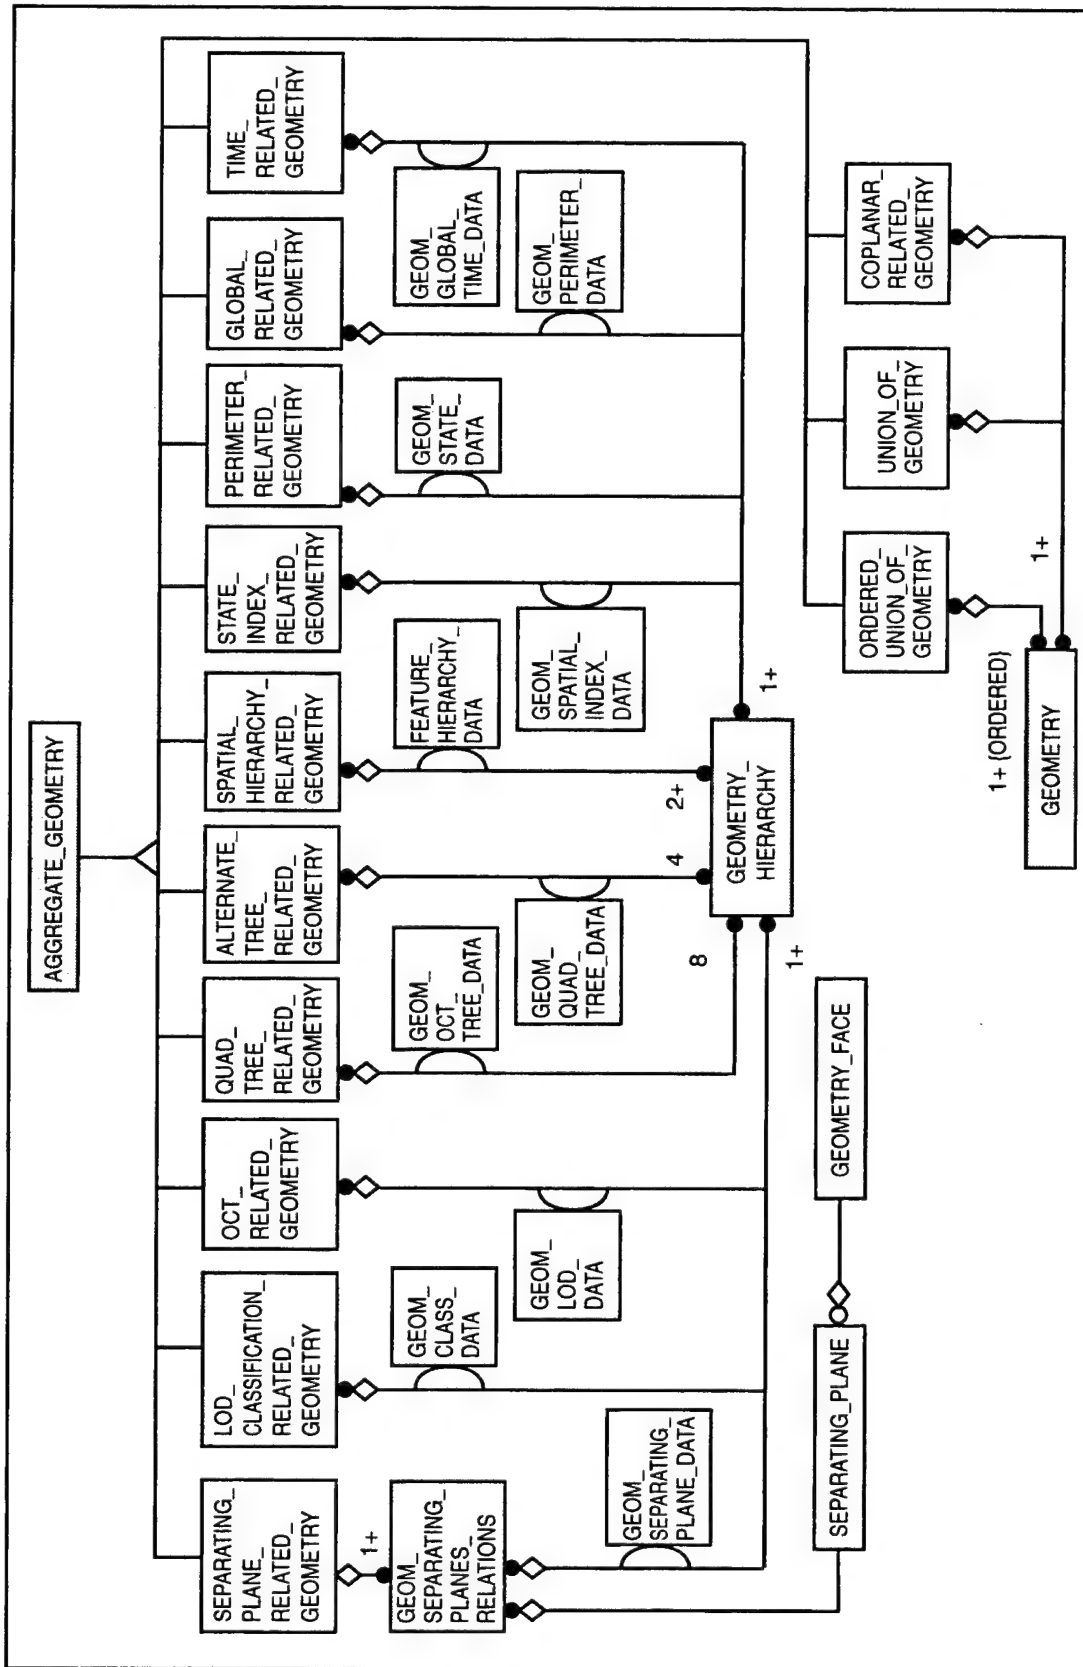 AGGREGATE_GEOMETRY
SEPARATING_
PLANE_
RELATED_
GEOMETRY
LOD_
CLASSIFICATION_
RELATED_
GEOMETRY
OCT_
RELATED_
GEOMETRY
QUAD_
TREE_
RELATED_
GEOMETRY
ALTERNATE_
TREE_
RELATED_
GEOMETRY
SPATIAL_
HIERARCHY_
RELATED_
GEOMETRY
STATE_
INDEX_
RELATED_
GEOMETRY
PERIMETER_
RELATED_
GEOMETRY
GLOBAL_
RELATED_
GEOMETRY
TIME_
RELATED_
GEOMETRY
1+
GEOM_
SEPARATING_
PLANES_
RELATIONS
GEOM_
CLASS_
DATA
GEOM_
OCT_
TREE_DATA
FEATURE_
HIERARCHY_
DATA
GEOM_
STATE_
DATA
GEOM_
GLOBAL_
TIME_DATA
GEOM_
LOD_
DATA
GEOM_
QUAD_
TREE_DATA
GEOM_
SPATIAL_
INDEX_
DATA
GEOM_
PERIMETER_
DATA
GEOM_
SEPARATING_
PLANE_DATA
8
4
2+
1+
1+
GEOMETRY_
HIERARCHY
SEPARATING_PLANE
GEOMETRY_FACE
ORDERED_
UNION_OF_
GEOMETRY
UNION_OF_
GEOMETRY
COPLANAR_
RELATED_
GEOMETRY
1+ {ORDERED}
1+
GEOMETRY